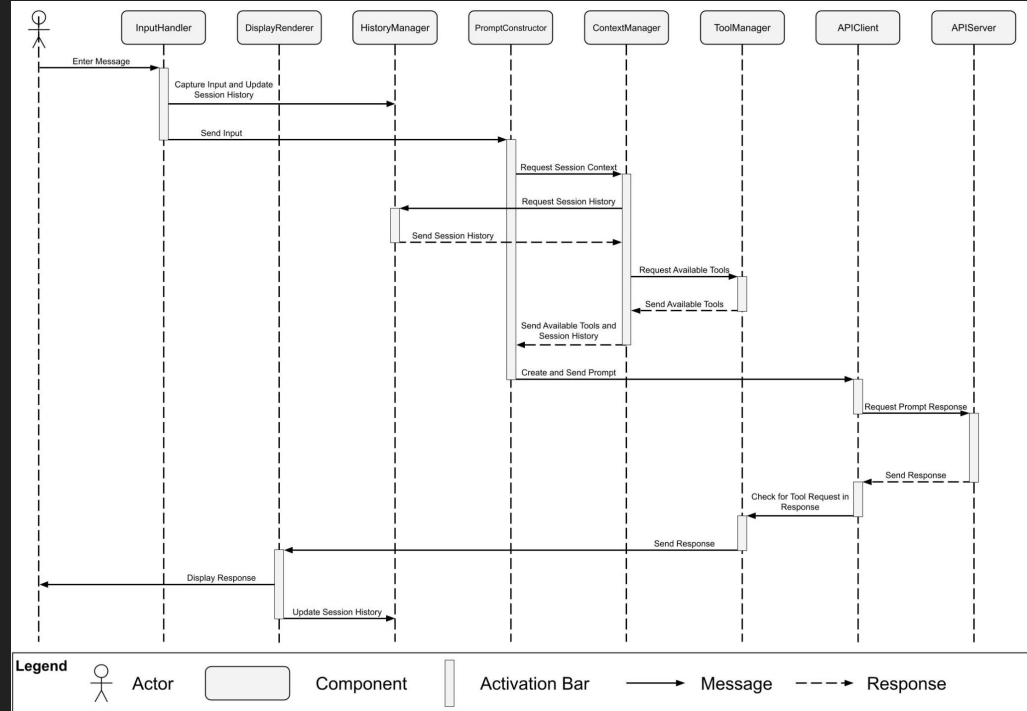 InputHandler
DisplayRenderer
HistoryManager
PromptConstructor
ContextManager
ToolManager
APIClient
APIServer
Enter Message
Capture Input and Update
Session History
Send Input
Request Session Context
Request Session History
Send Session History
Request Available Tools
Send Available Tools
Send Available Tools and
Session History
Create and Send Prompt
Request Prompt Response
Send Response
Check for Tool Request in
Response
Send Response
Display Response
Update Session History
Legend
Actor
Component
Activation Bar
Message
Response